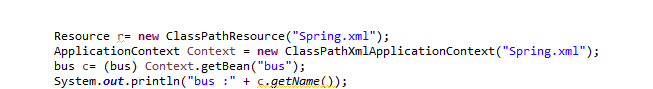 Resource r= new ClassPathResource("Spring.xml");
ApplicationContext Context = new ClassPathXmlApplicationContext("Spring.xml");
bus c= (bus) Context.getBean("bus");
System.out.println("bus :" + c.getName());